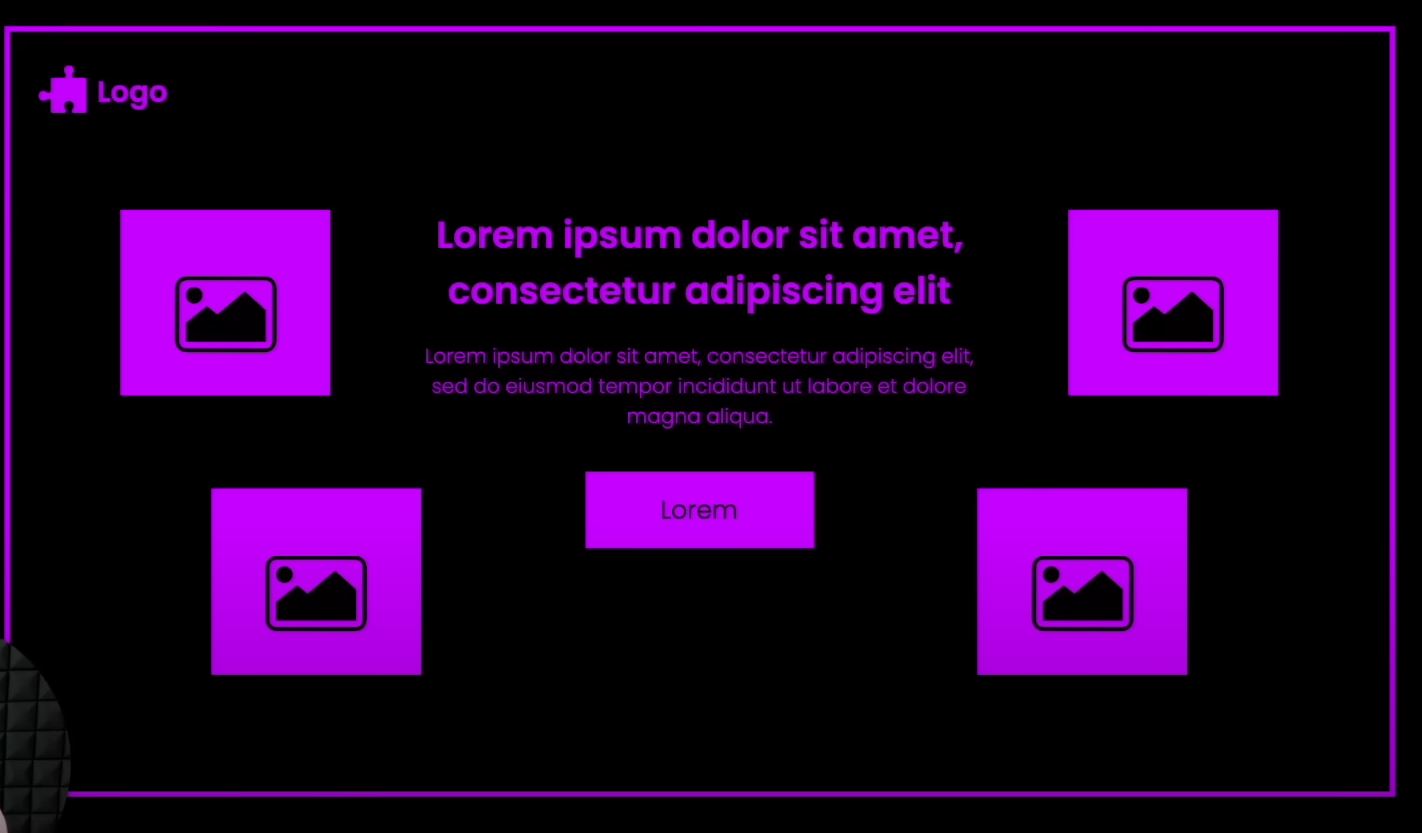 Logo
Lorem ipsum dolor sit amet,
consectetur adipiscing elit
Lorem ipsum dolor sit amet, consectetur adipiscing elit,
sed do eiusmod tempor incididunt ut labore et dolore
magna aliqua.
Lorem